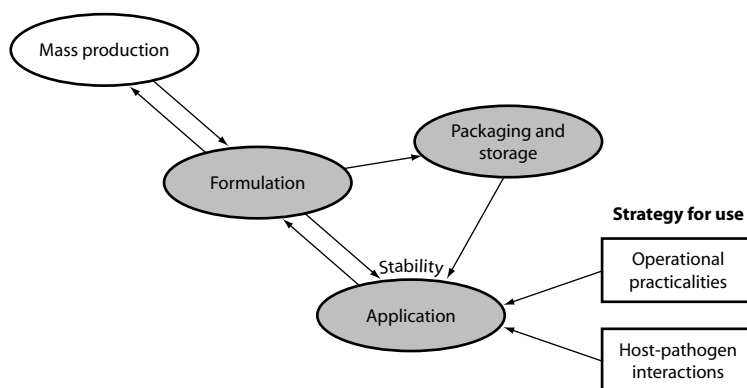 Mass production
Packaging and
storage
Formulation
Strategy for use
Stability
Operational
practicalities
Application
Host-pathogen
interactions